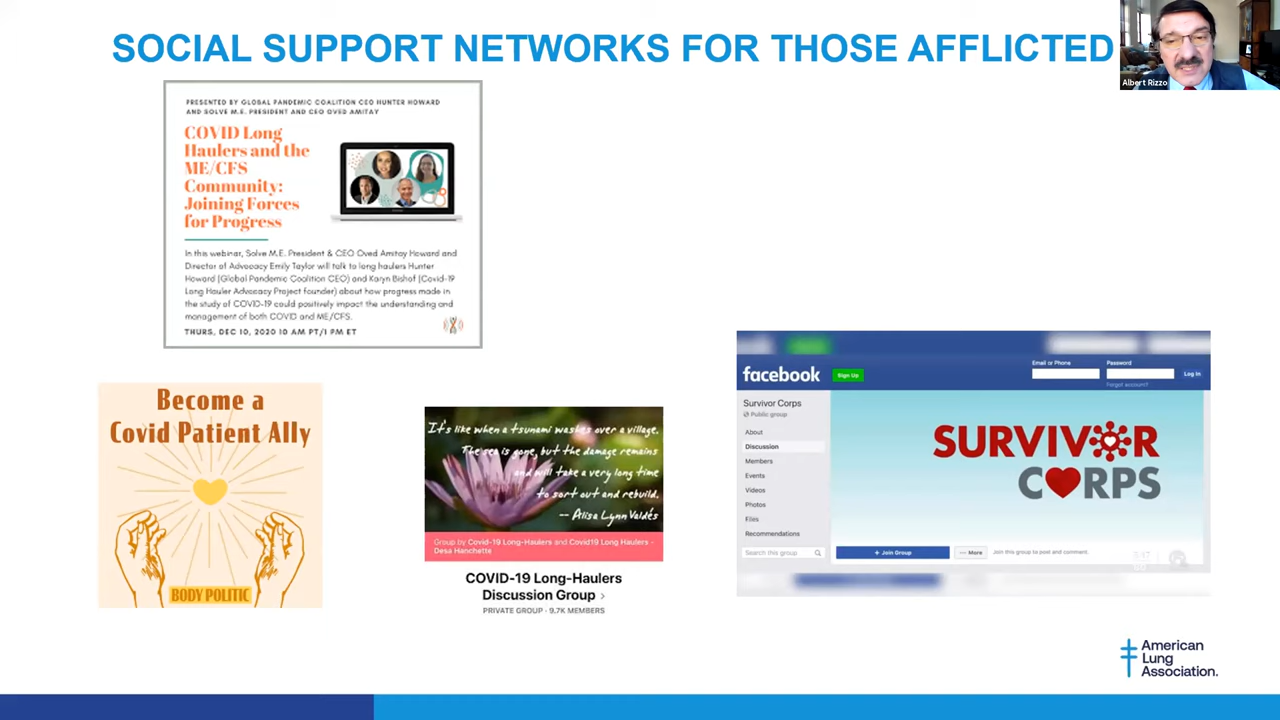 SOCIAL SUPPORT NETWORKS FOR THOSE AFFLICTED
Albert Rizzo
PRESENTED BY GLOBAL PANDEMIC COALITION CEO HUNTER HOWARD
AND SOLVE M.E. PRESIDENT AND CEO OVED AMITAY
COVID Long
Haulers and the
ME/CFS
Community:
Joining Forces
for Progress
In this webinar, Solve M.E. President & CEO Oved Amitay Howard and
Director of Advocacy Emily Taylor will talk to long haulers Hunter
Howard (Global Pandemic Coalition CEO) and Karyn Bishof (Covid-19
Long Hauler Advocacy Project founder) about how progress made in
the study of COVID-19 could positively impact the understanding and
management of both COVID and ME/CFS.
THURS, DEC 10, 2020 10 AM PT/1 PM ET
Become a
Covid Patient Ally
BODY POLITIC
It's like when a tsunami washes over a village.
The sea is gone, but the damage remains
and will take a very long time
to sort out and rebuild.
-- Alisa Lynn Valdés
Group by Covid-19 Long-Haulers and Covid19 Long Haulers -
Desa Hanchette
COVID-19 Long-Haulers
Discussion Group >
PRIVATE GROUP · 9.7K MEMBERS
facebook
Sign Up
Email or Phone
Password
Log In
Forgot account?
Survivor Corps
Public group
About
Discussion
Members
Events
Videos
Photos
Files
Recommendations
Search this group
SURVIVOR
CORPS
+ Join Group
··· More
Join this group to post and comment.
American
Lung
Association.